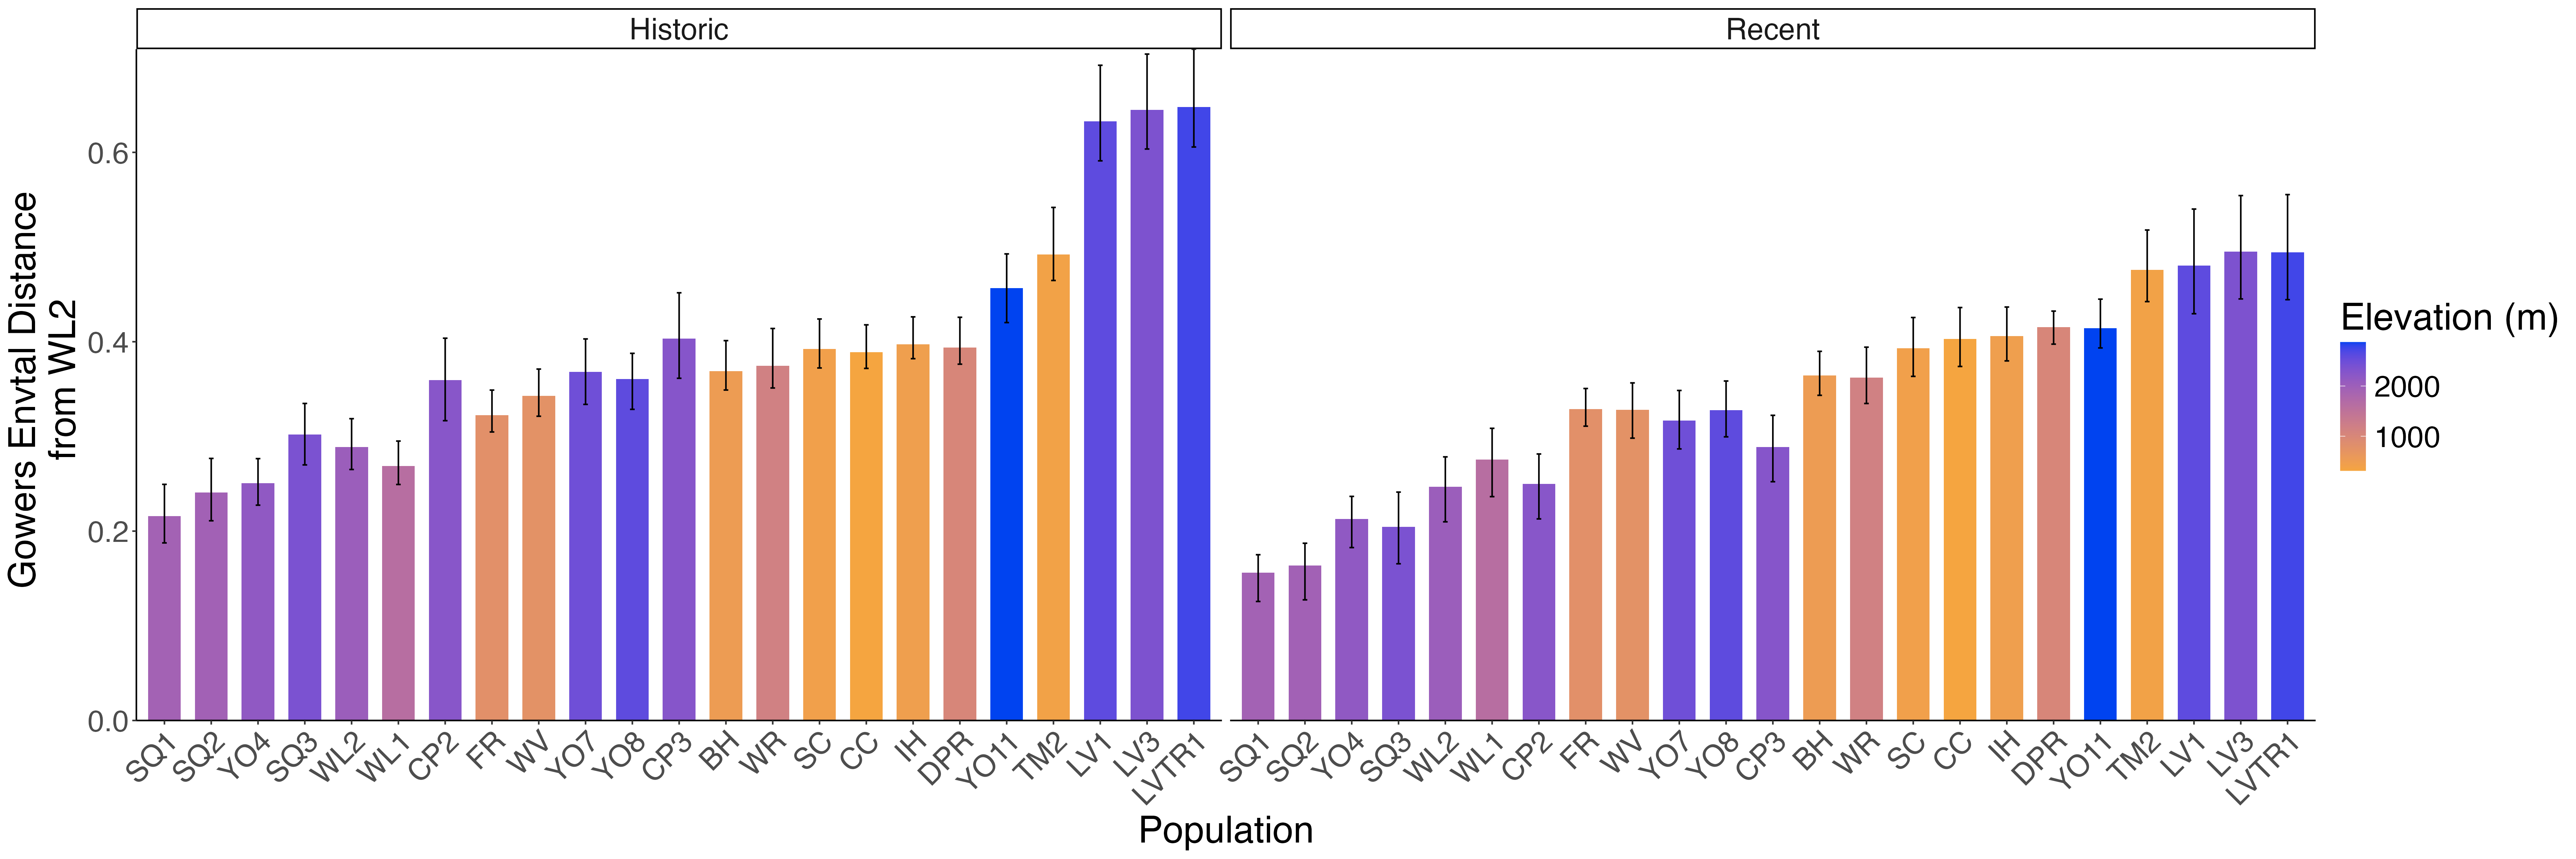 Historic
Recent
Gowers Envtal Distance
from WL2
0.6
0.4
0.2
0.0
SQ1 SQ2 YO4 SQ3 WL2 WL1 CP2 FR WV YO7 YO8 CP3 BH WR SC CC IH DPR YO11 TM2 LV1 LV3 LVTR1
SQ1 SQ2 YO4 SQ3 WL2 WL1 CP2 FR WV YO7 YO8 CP3 BH WR SC CC IH DPR YO11 TM2 LV1 LV3 LVTR1
Population
Elevation (m)
2000
1000